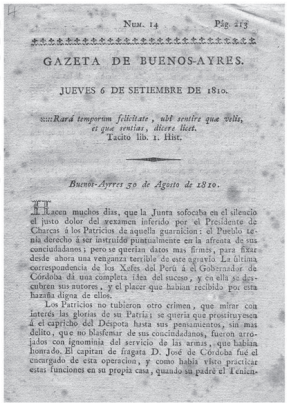 Num. 14 Pág. 213
GAZETA DE BUENOS-AYRES.
JUEVES 6 DE SETIEMBRE DE 1810.
Rará temporum felicitate, ubi sentire quæ velis,
et quæ sentias, dicere licet.
Tacito lib. 1. Hist.
Buenos-Ayres 30 de Agosto de 1810.
Hacen muchos dias, que la Junta sofocaba en el silencio
el justo dolor del vexamen inferido por el Presidente de
Charcas á los Patricios de aquella guarnicion: el Pueblo te-
nia derecho á ser instruido puntualmente en la afrenta de sus
conciudadanos; pero se querian datos mas firmes, para fixar
desde ahora una venganza terrible de este agravio. La última
correspondencia de los Xefes del Perú á el Gobernador de
Córdoba dá una completa idea del suceso, y en ella se des-
cubren sus autores, y el placer que habian recibido por esta
hazaña digna de ellos.
Los Patricios no tubieron otro crimen, que mirar con
interés las glorias de su Patria; se queria que prostituyesen
á el capricho del Déspota hasta sus pensamientos, sin mas
delito, que no blasfemar de sus conciudadanos, fueron arro-
jados con ignominia del servicio de las armas, que habian
honrado. El capitan de fragata D. José de Córdoba fué el
encargado de esta operacion, y como habia visto practicar
estas funciones en su propia casa, quando su padre el Tenien-